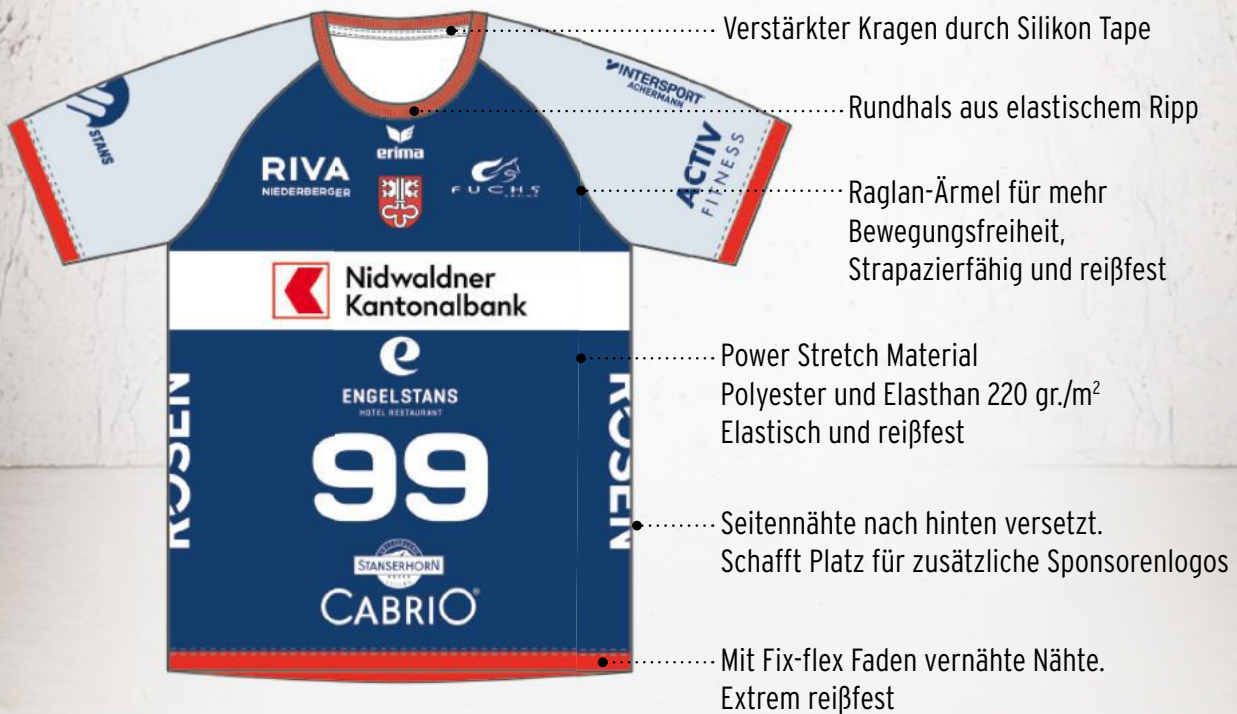 Verstärkter Kragen durch Silikon Tape
Rundhals aus elastischem Ripp
Raglan-Ärmel für mehr
Bewegungsfreiheit,
Strapazierfähig und reißfest
Power Stretch Material
Polyester und Elasthan 220 gr./m²
Elastisch und reißfest
Seitennähte nach hinten versetzt.
Schafft Platz für zusätzliche Sponsorenlogos
Mit Fix-flex Faden vernähte Nähte.
Extrem reißfest
STANS
INTERSPORT
ACHERMANN
ACTIV
FITNESS
erima
RIVA
NIEDERBERGER
FUCHS
Nidwaldner
Kantonalbank
e
ENGELSTANS
HOTEL RESTAURANT
99
ROSEN
ROSEN
STANSERHORN
CABRIO